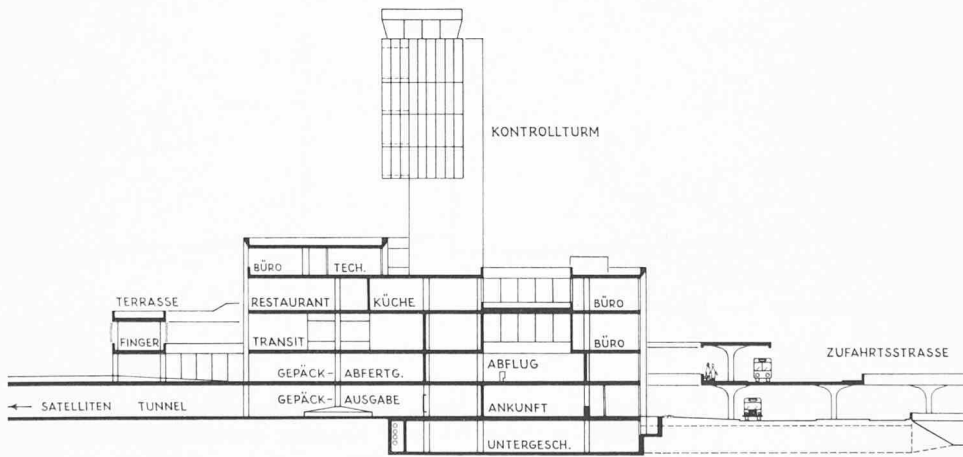 KONTROLLTURM
BÜRO TECH.
TERRASSE RESTAURANT KÜCHE BÜRO
FINGER TRANSIT BÜRO
ZUFAHRTSSTRASSE
GEPÄCK- ABFERTG. ABFLUG
← SATELLITEN TUNNEL GEPÄCK- AUSGABE ANKUNFT
UNTERGESCH.